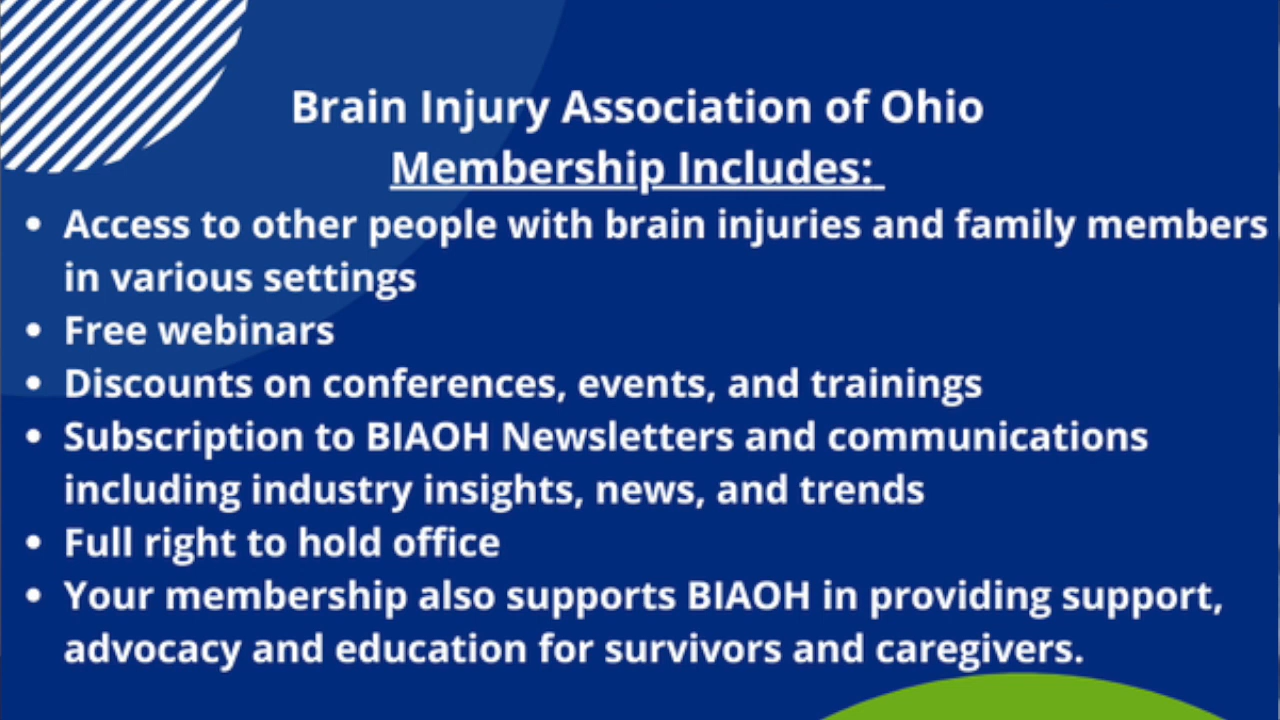 Brain Injury Association of Ohio
Membership Includes:
• Access to other people with brain injuries and family members
in various settings
• Free webinars
• Discounts on conferences, events, and trainings
• Subscription to BIAOH Newsletters and communications
including industry insights, news, and trends
• Full right to hold office
• Your membership also supports BIAOH in providing support,
advocacy and education for survivors and caregivers.